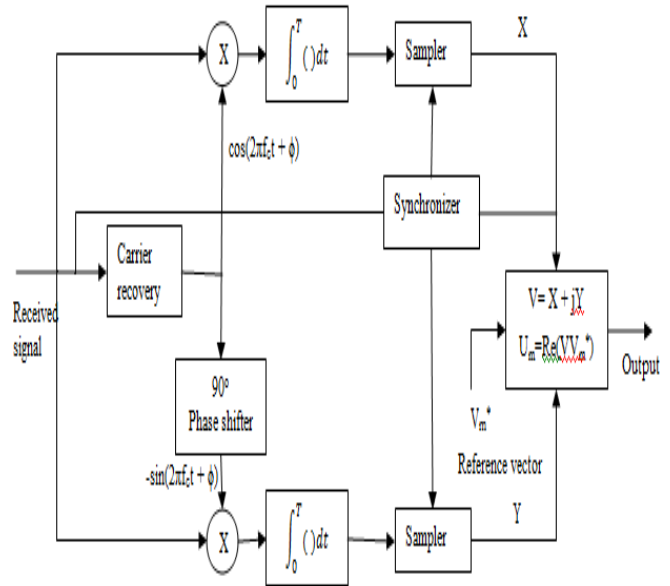 X
∫₀ᵀ ( )dt
Sampler
X
cos(2πf꜀t + ϕ)
Synchronizer
Carrier
recovery
Received
signal
V= X + jY
Uₘ=Re(VVₘ*)
Output
90º
Phase shifter
Vₘ*
Reference vector
-sin(2πf꜀t + ϕ)
Y
X
∫₀ᵀ ( )dt
Sampler